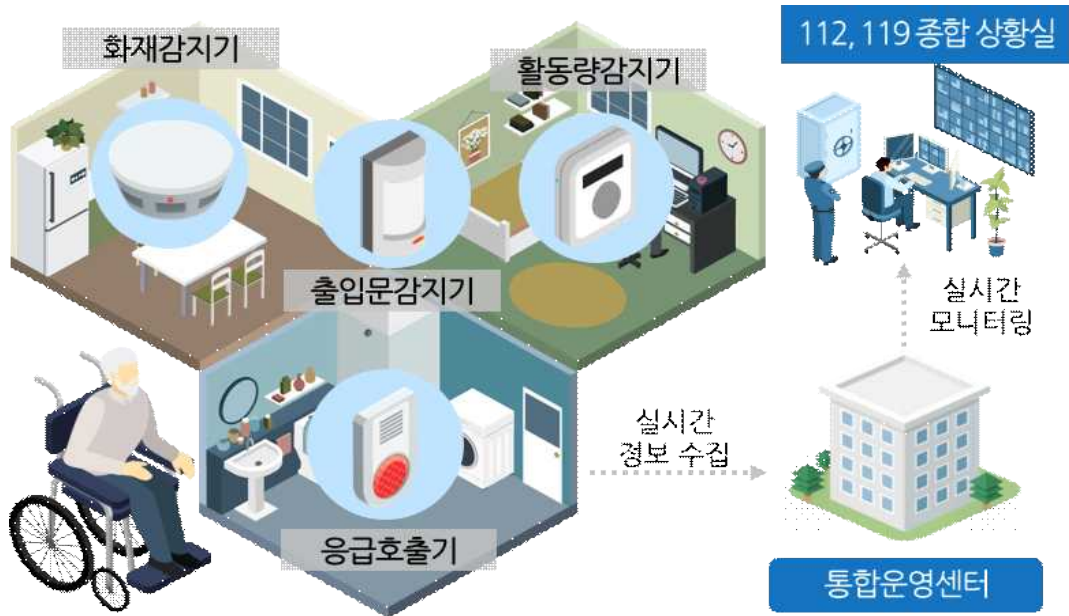 화재감지기
활동량감지기
출입문감지기
응급호출기
실시간
정보 수집
112, 119 종합 상황실
실시간
모니터링
통합운영센터